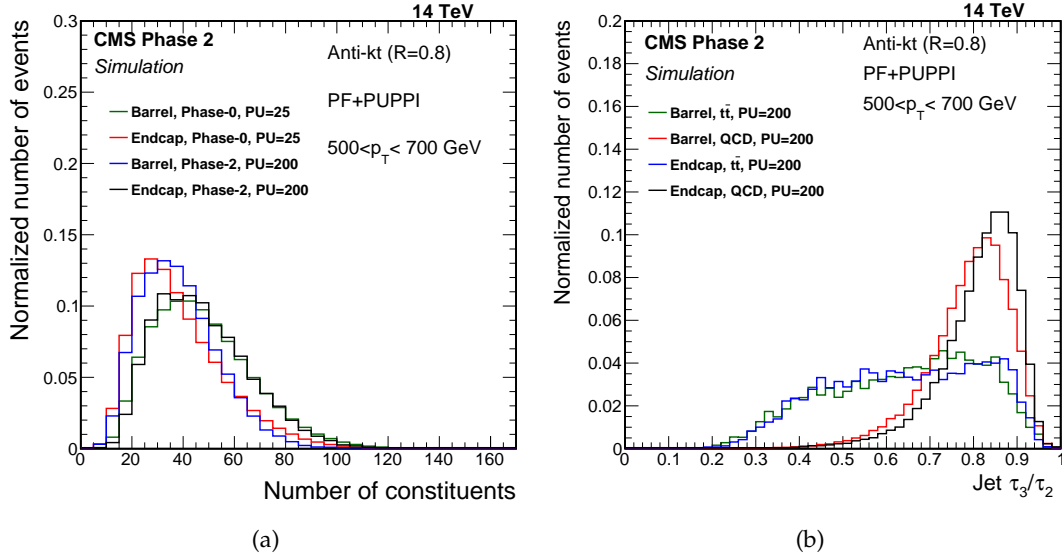 14 TeV
CMS Phase 2
Simulation
Anti-kt (R=0.8)
PF+PUPPI
500<p_T< 700 GeV
Barrel, Phase-0, PU=25
Endcap, Phase-0, PU=25
Barrel, Phase-2, PU=200
Endcap, Phase-2, PU=200
Normalized number of events
0.3
0.25
0.2
0.15
0.1
0.05
0
0 20 40 60 80 100 120 140 160
Number of constituents
(a)
14 TeV
CMS Phase 2
Simulation
Anti-kt (R=0.8)
PF+PUPPI
500<p_T< 700 GeV
Barrel, tt̄, PU=200
Barrel, QCD, PU=200
Endcap, tt̄, PU=200
Endcap, QCD, PU=200
Normalized number of events
0.2
0.18
0.16
0.14
0.12
0.1
0.08
0.06
0.04
0.02
0
0 0.1 0.2 0.3 0.4 0.5 0.6 0.7 0.8 0.9 1
Jet τ₃/τ₂
(b)